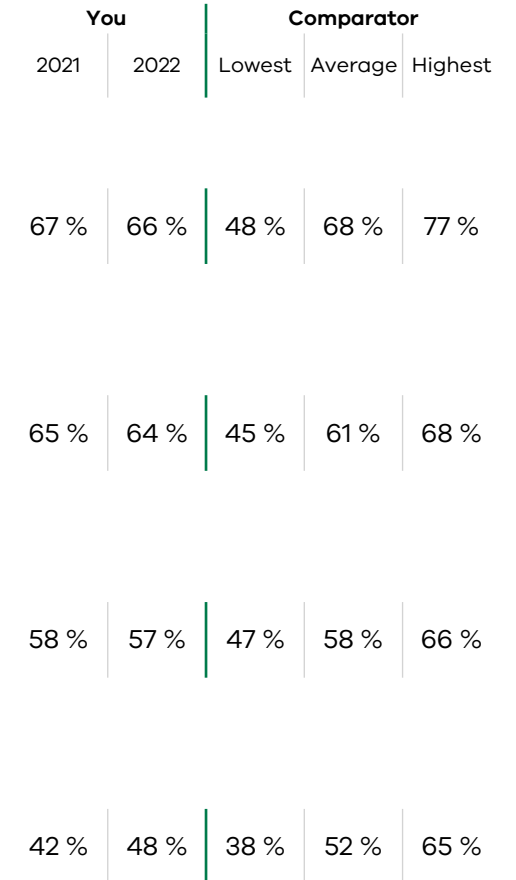 You Comparator
2021 2022 Lowest Average Highest
67 % 66 % 48 % 68 % 77 %
65 % 64 % 45 % 61 % 68 %
58 % 57 % 47 % 58 % 66 %
42 % 48 % 38 % 52 % 65 %